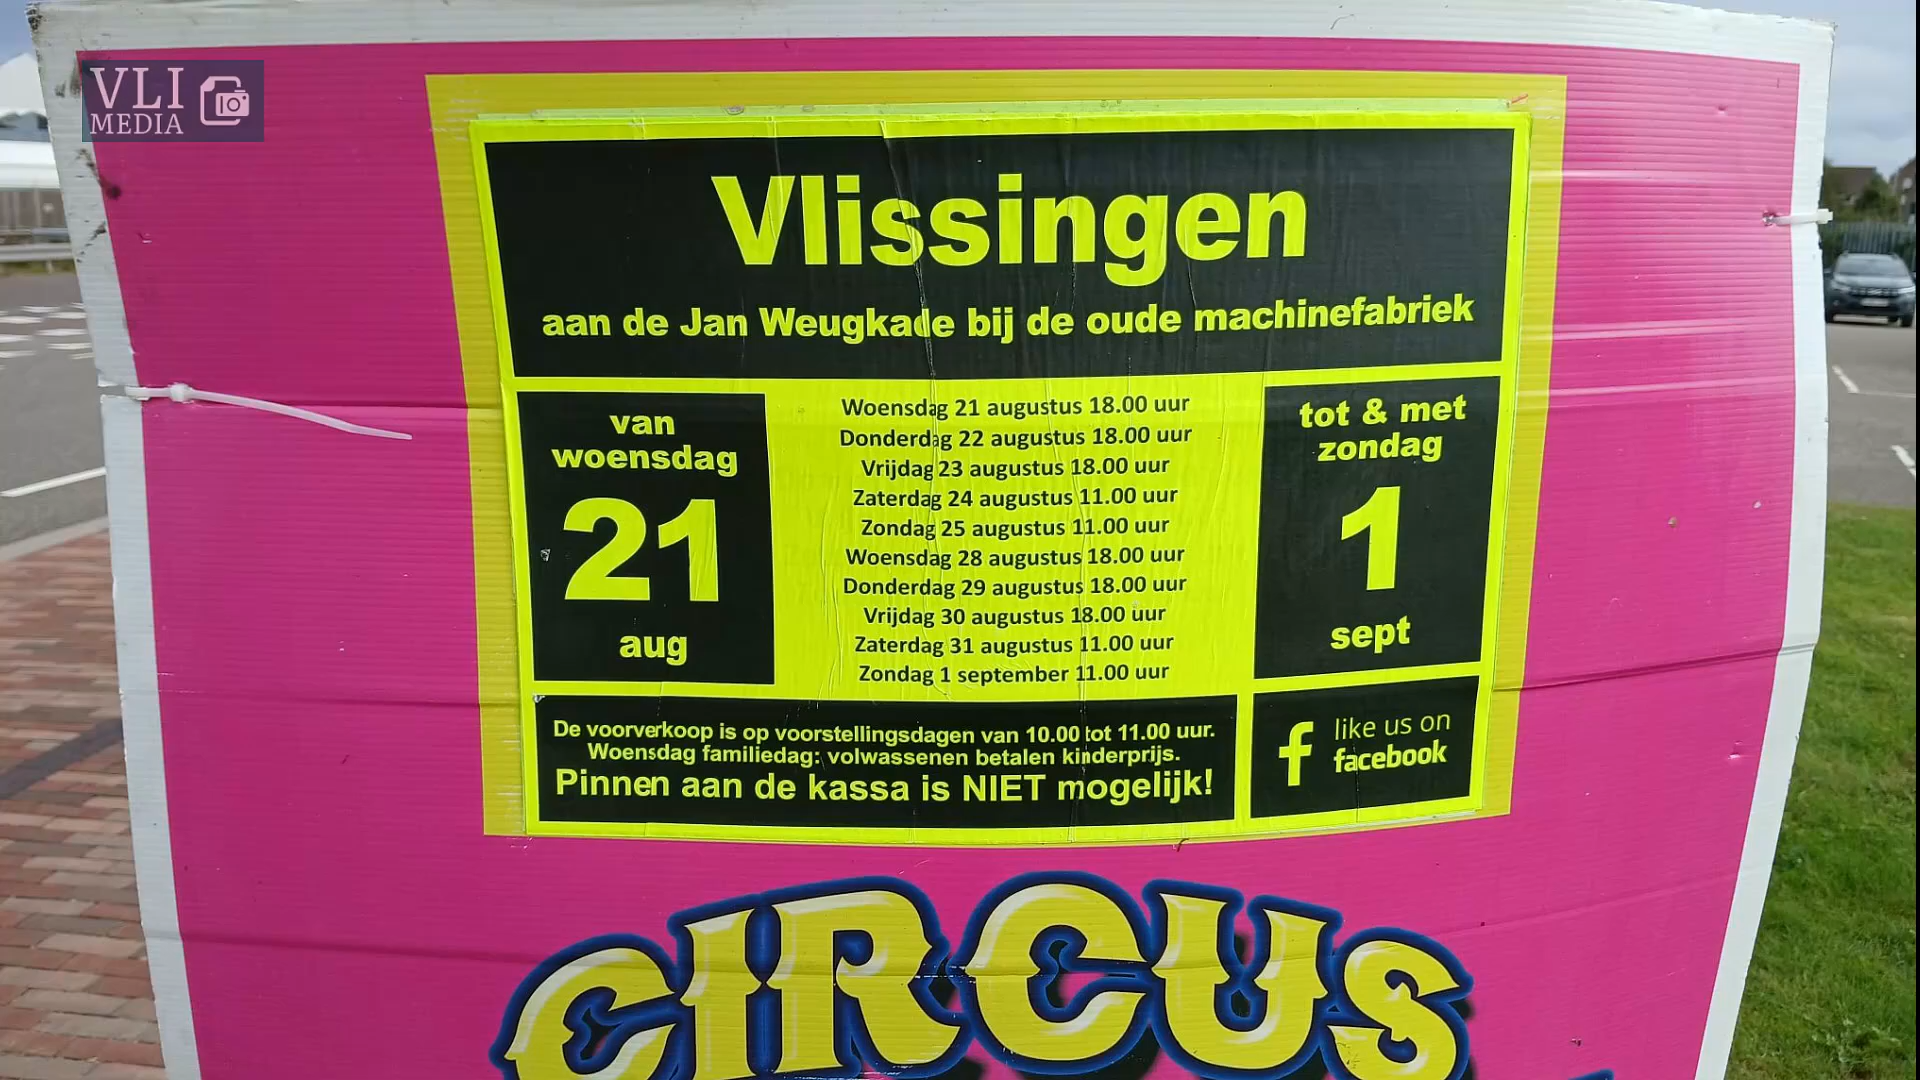 VLI
MEDIA
Vlissingen
aan de Jan Weugkade bij de oude machinefabriek
van
woensdag
21
aug
Woensdag 21 augustus 18.00 uur
Donderdag 22 augustus 18.00 uur
Vrijdag 23 augustus 18.00 uur
Zaterdag 24 augustus 11.00 uur
Zondag 25 augustus 11.00 uur
Woensdag 28 augustus 18.00 uur
Donderdag 29 augustus 18.00 uur
Vrijdag 30 augustus 18.00 uur
Zaterdag 31 augustus 11.00 uur
Zondag 1 september 11.00 uur
tot & met
zondag
1
sept
De voorverkoop is op voorstellingsdagen van 10.00 tot 11.00 uur.
Woensdag familiedag: volwassenen betalen kinderprijs.
Pinnen aan de kassa is NIET mogelijk!
f like us on
facebook
CIRCUS